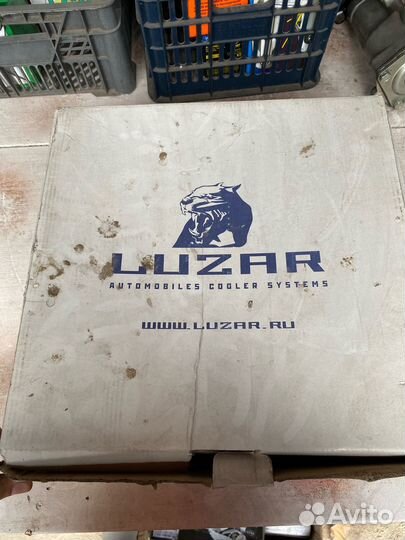 LUZAR
AUTOMOBILES COOLER SYSTEMS
WWW.LUZAR.RU
Avito